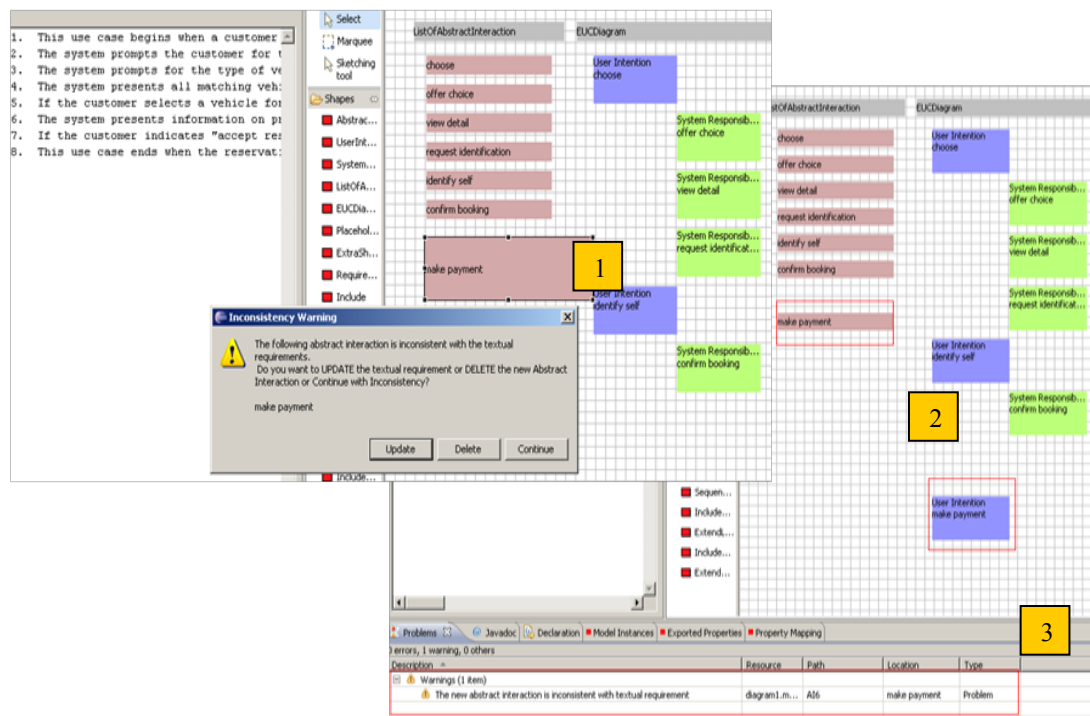 1. This use case begins when a customer
2. The system prompts the customer for
3. The system prompts for the type of
4. The system presents all matching
5. If the customer selects a vehicle for
6. The system presents information on
7. If the customer indicates "accept
8. This use case ends when the
Select
Marquee
Sketching
tool
Shapes
Abstrac...
UserInt...
System...
ListOfA...
EUCDia...
Placehol...
ExtraSh...
Require...
Include
Include...
ListOfAbstractInteraction
choose
offer choice
view detail
request identification
identify self
confirm booking
make payment
EUCDiagram
User Intention
choose
System Responsib...
offer choice
System Responsib...
view detail
System Responsib...
request identificat...
User Intention
identify self
System Responsib...
confirm booking
1
Inconsistency Warning
The following abstract interaction is inconsistent with the textual
requirements.
Do you want to UPDATE the textual requirement or DELETE the new Abstract
Interaction or Continue with Inconsistency?
make payment
Update Delete Continue
stOfAbstractInteraction
choose
offer choice
view detail
request identification
identify self
confirm booking
make payment
EUCDiagram
User Intention
choose
System Responsib...
offer choice
System Responsib...
view detail
System Responsib...
request identificat...
User Intention
identify self
System Responsib...
confirm booking
2
User Intention
make payment
Sequen...
Include...
Extend...
Include...
Extend...
3
Problems Javadoc Declaration Model Instances Exported Properties Property Mapping
errors, 1 warning, 0 others
Description Resource Path Location Type
Warnings (1 item)
The new abstract interaction is inconsistent with textual requirement diagram1.m... AI6 make payment Problem